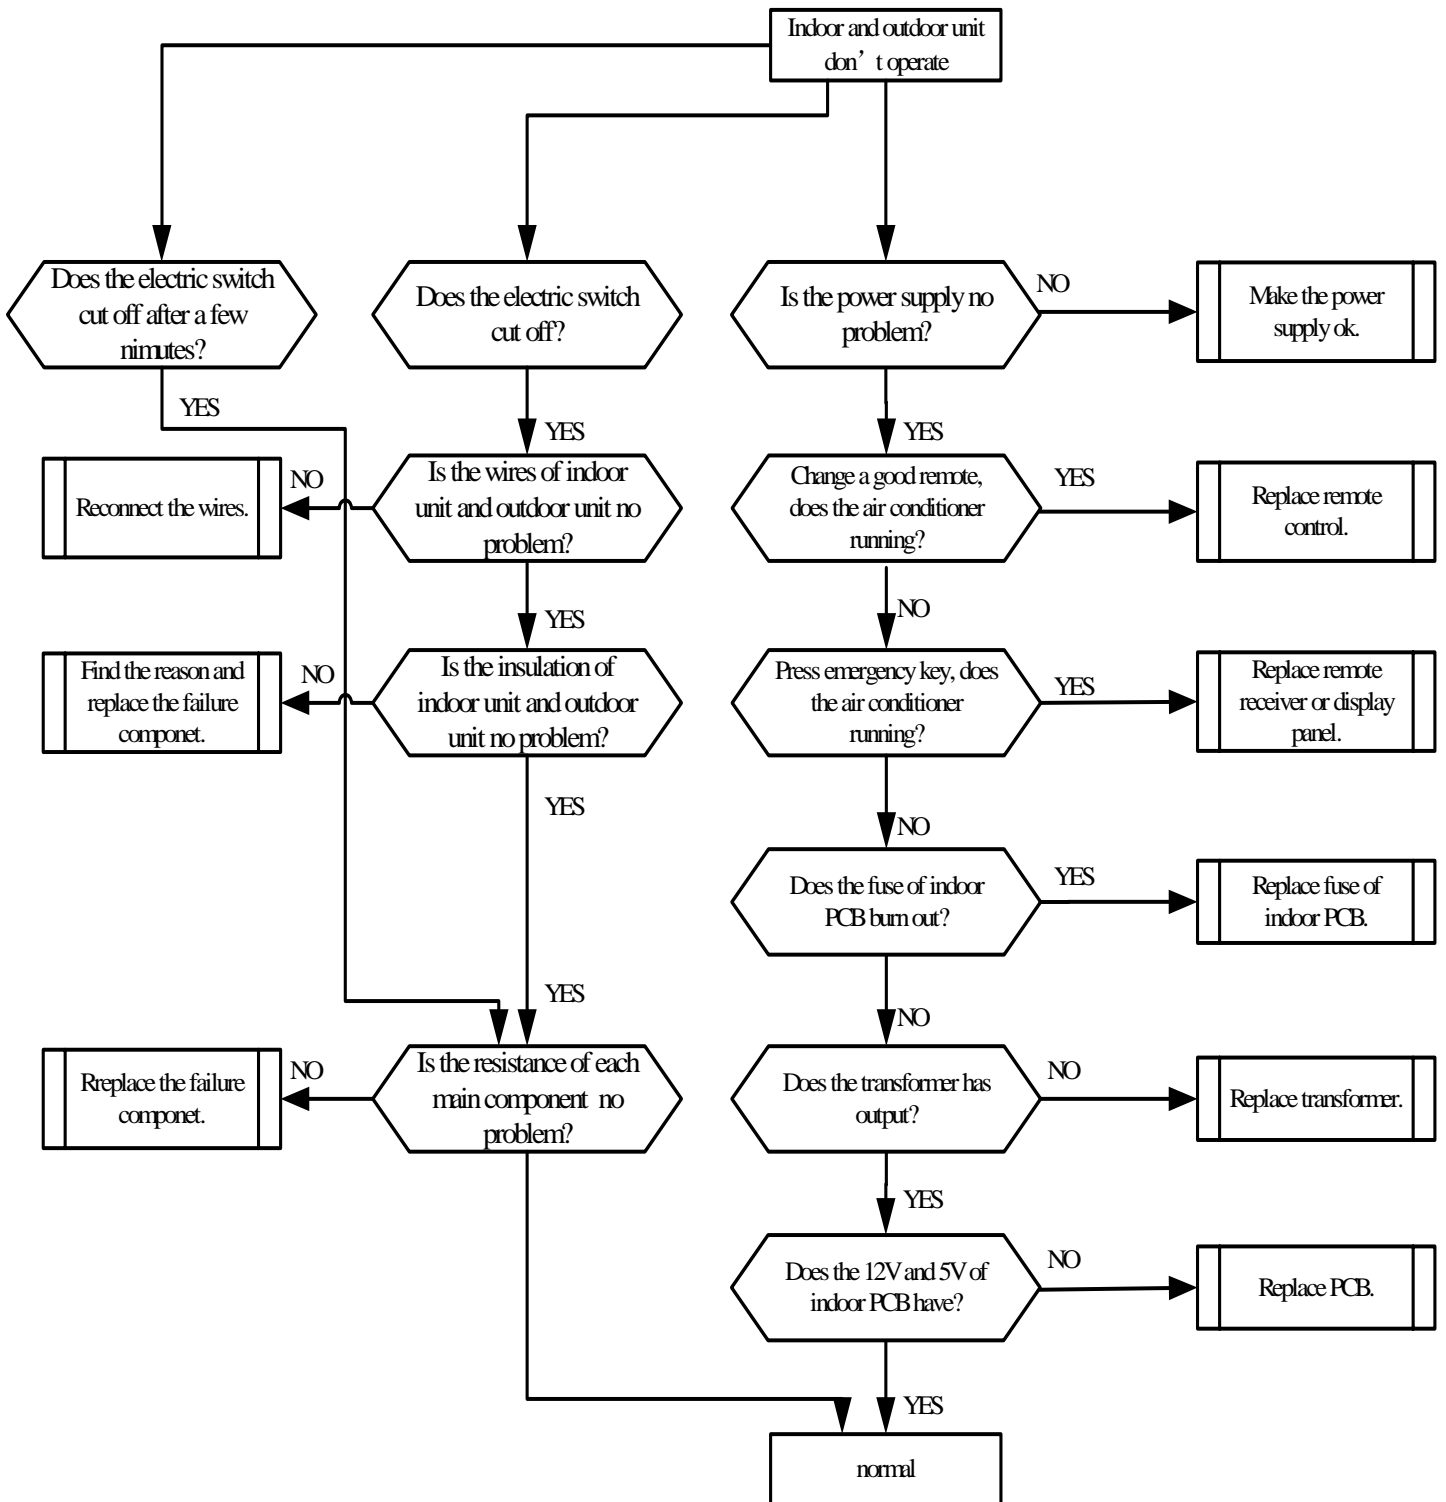 Indoor and outdoor unit
don’ t operate
Does the electric switch
cut off after a few
nimutes?
Does the electric switch
cut off?
Is the power supply no
problem?
NO
Make the power
supply ok.
YES
YES
YES
Reconnect the wires.
NO
Is the wires of indoor
unit and outdoor unit no
problem?
Change a good remote,
does the air conditioner
running?
YES
Replace remote
control.
YES
NO
Find the reason and
replace the failure
componet.
NO
Is the insulation of
indoor unit and outdoor
unit no problem?
Press emergency key, does
the air conditioner
running?
YES
Replace remote
receiver or display
panel.
YES
NO
Does the fuse of indoor
PCB burn out?
YES
Replace fuse of
indoor PCB.
YES
NO
Rreplace the failure
componet.
NO
Is the resistance of each
main component no
problem?
Does the transformer has
output?
NO
Replace transformer.
YES
Does the 12V and 5V of
indoor PCB have?
NO
Replace PCB.
YES
normal